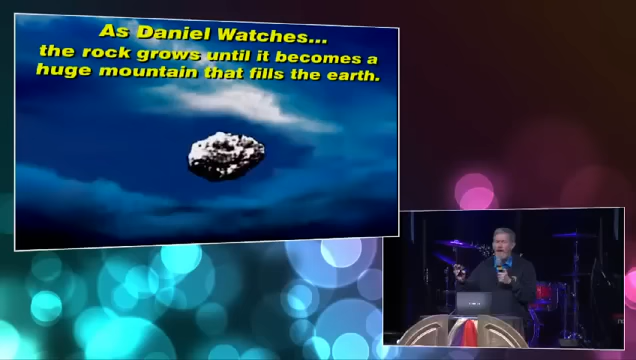 As Daniel Watches...
the rock grows until it becomes a
huge mountain that fills the earth.